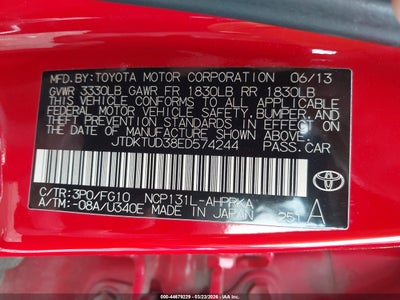 MFD. BY:TOYOTA MOTOR CORPORATION 06/13
GVWR 3330LB GAWR FR 1830LB RR 1830LB
THIS VEHICLE CONFORMS TO ALL APPLICABLE
FEDERAL MOTOR VEHICLE SAFETY, BUMPER, AND
THEFT PREVENTION STANDARDS IN EFFECT ON
THE DATE OF MANUFACTURE SHOWN ABOVE.
JTDKTUD38ED574244 PASS.CAR
C/TR:3P0/FG10 NCP131L-AHPRKA
A/TM:-08A/U340E MADE IN JAPAN 251 A
TOYOTA
000-44679229 - 03/23/2026 - IAA